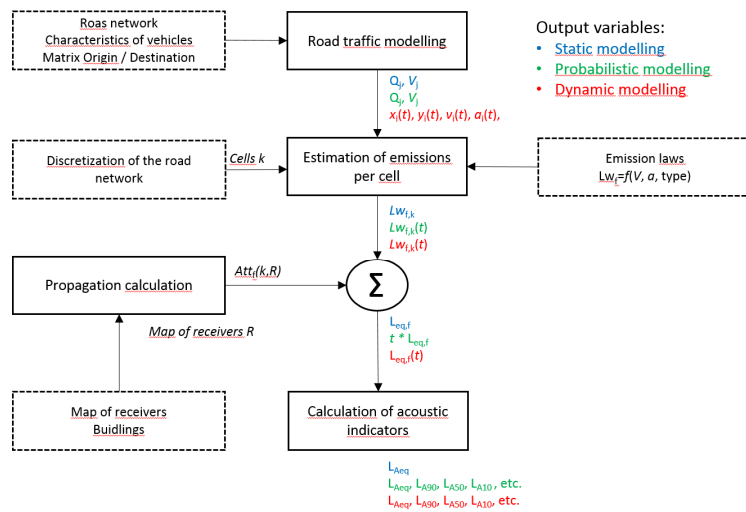 Roas network
Characteristics of vehicles
Matrix Origin / Destination
Road traffic modelling
Output variables:
• Static modelling
• Probabilistic modelling
• Dynamic modelling
Qj, Vj
Qj, Vj
xi(t), yi(t), vi(t), ai(t),
Discretization of the road
network
Cells k
Estimation of emissions
per cell
Emission laws
Lwf=f(V, a, type)
Lwf,k
Lwf,k(t)
Lwf,k(t)
Propagation calculation
Attf(k,R)
Σ
Map of receivers R
Leq,f
t * Leq,f
Leq,f(t)
Map of receivers
Buidlings
Calculation of acoustic
indicators
LAeq
LAeq, LA90, LA50, LA10, etc.
LAeq, LA90, LA50, LA10, etc.